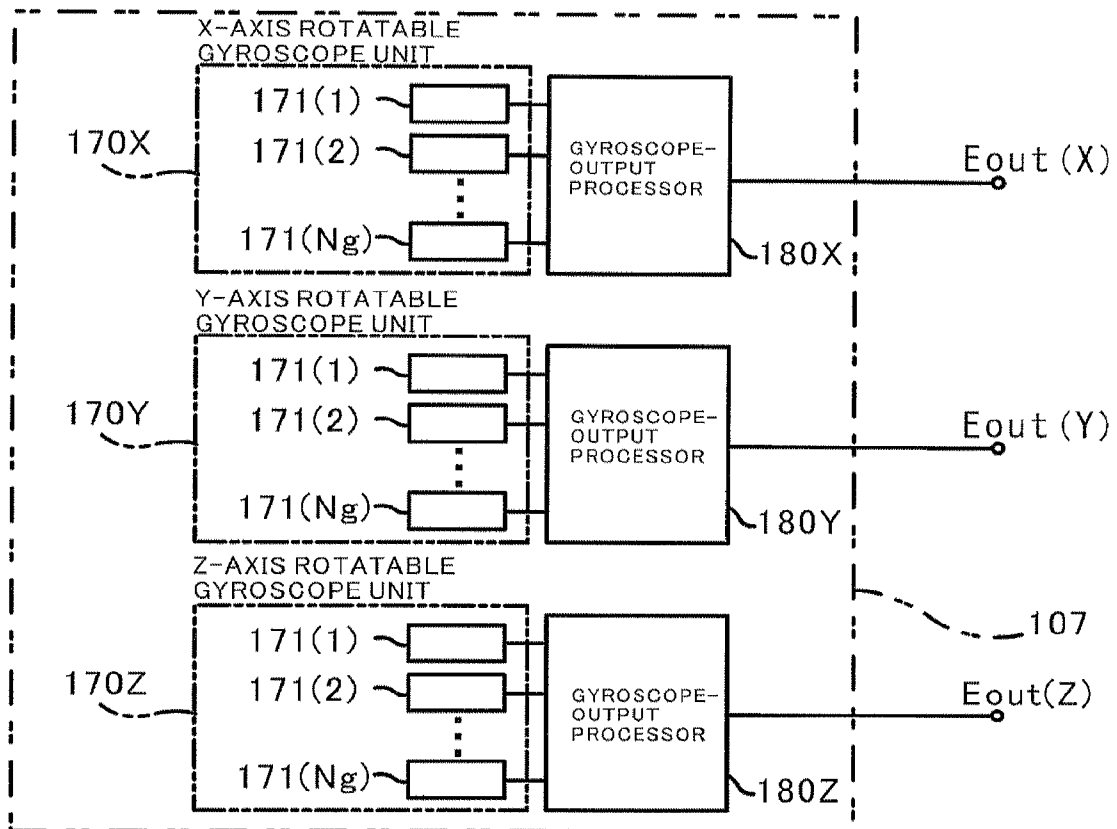 X-AXIS ROTATABLE
GYROSCOPE UNIT
171(1)
170X
171(2)
171(Ng)
GYROSCOPE-
OUTPUT
PROCESSOR
Eout (X)
180X
Y-AXIS ROTATABLE
GYROSCOPE UNIT
171(1)
170Y
171(2)
171(Ng)
GYROSCOPE-
OUTPUT
PROCESSOR
Eout (Y)
180Y
Z-AXIS ROTATABLE
GYROSCOPE UNIT
107
171(1)
170Z
171(2)
171(Ng)
GYROSCOPE-
OUTPUT
PROCESSOR
Eout(Z)
180Z